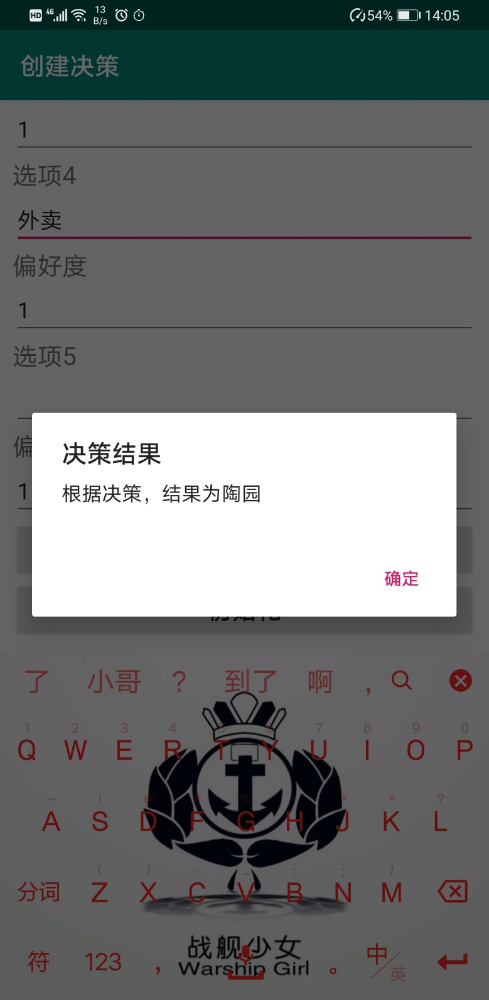 HD 4G 13 B/s 54% 14:05
创建决策
1
选项4
外卖
偏好度
1
选项5
偏
1
决策结果
根据决策，结果为陶园
确定
了 小哥 ? 到了 啊 ,
1 2 3 4 5 6 7 8 9 0
Q W E R T Y U I O P
~ ! @ # % " * ?
A S D F G H J K L
( ) - _ : ; /
分词 Z X C V B N M
战舰少女
Warship Girl
符 123 , 。 中/英